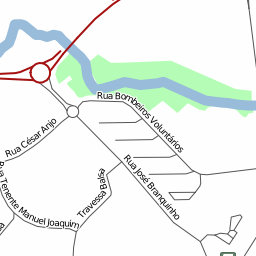 Rua Bombeiros Voluntários
Rua César Anjo
Rua José Branquinho
Travessa Balsa
Rua Tenente Manuel Joaquim